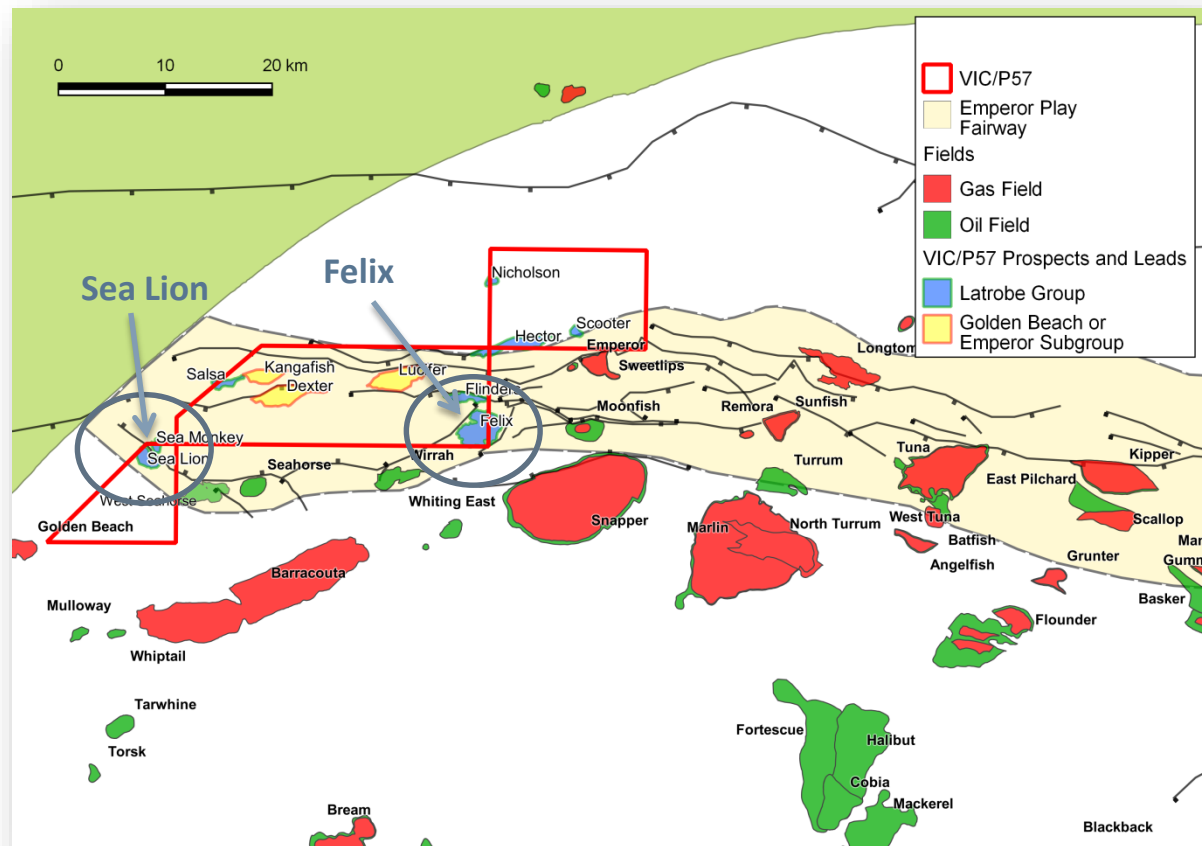 0 10 20 km
VIC/P57
Emperor Play
Fairway
Fields
Gas Field
Oil Field
VIC/P57 Prospects and Leads
Latrobe Group
Golden Beach or
Emperor Subgroup
Sea Lion
Felix
Nicholson
Hector
Scooter
Emperor
Sweetlips
Longtom
Salsa
Kangafish
Dexter
Lucifer
Flinders
Felix
Moonfish
Remora
Sunfish
Sea Monkey
Sea Lion
Seahorse
Wirrah
West Seahorse
Whiting East
Golden Beach
Snapper
Turrum
Tuna
Kipper
East Pilchard
Marlin
North Turrum
West Tuna
Scallop
Batfish
Angelfish
Grunter
Gumm
Basker
Barracouta
Mulloway
Whiptail
Flounder
Tarwhine
Torsk
Fortescue
Halibut
Cobia
Mackerel
Bream
Blackback